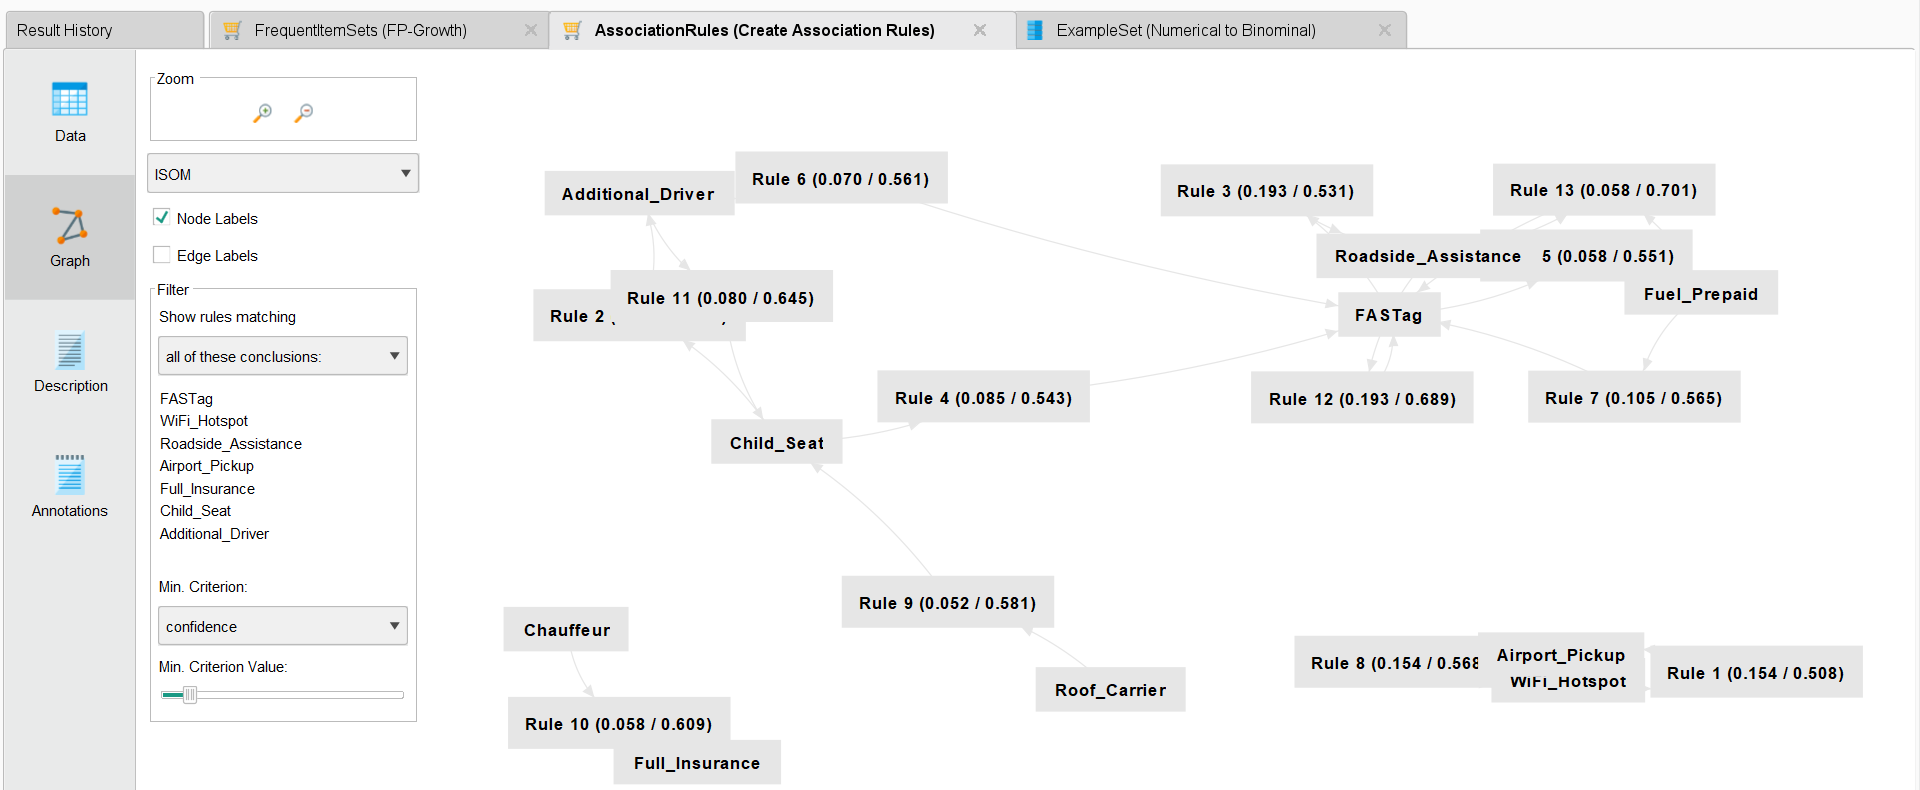 Result History
FrequentItemSets (FP-Growth)
AssociationRules (Create Association Rules)
ExampleSet (Numerical to Binominal)
Data
Graph
Description
Annotations
Zoom
ISOM
Node Labels
Edge Labels
Filter
Show rules matching
all of these conclusions:
FASTag
WiFi_Hotspot
Roadside_Assistance
Airport_Pickup
Full_Insurance
Child_Seat
Additional_Driver
Min. Criterion:
confidence
Min. Criterion Value:
Additional_Driver
Rule 6 (0.070 / 0.561)
Rule 3 (0.193 / 0.531)
Rule 13 (0.058 / 0.701)
Roadside_Assistance
5 (0.058 / 0.551)
Rule 11 (0.080 / 0.645)
Rule 2
Fuel_Prepaid
FASTag
Rule 4 (0.085 / 0.543)
Rule 12 (0.193 / 0.689)
Rule 7 (0.105 / 0.565)
Child_Seat
Rule 9 (0.052 / 0.581)
Chauffeur
Roof_Carrier
Rule 8 (0.154 / 0.568
Airport_Pickup
WiFi_Hotspot
Rule 1 (0.154 / 0.508)
Rule 10 (0.058 / 0.609)
Full_Insurance